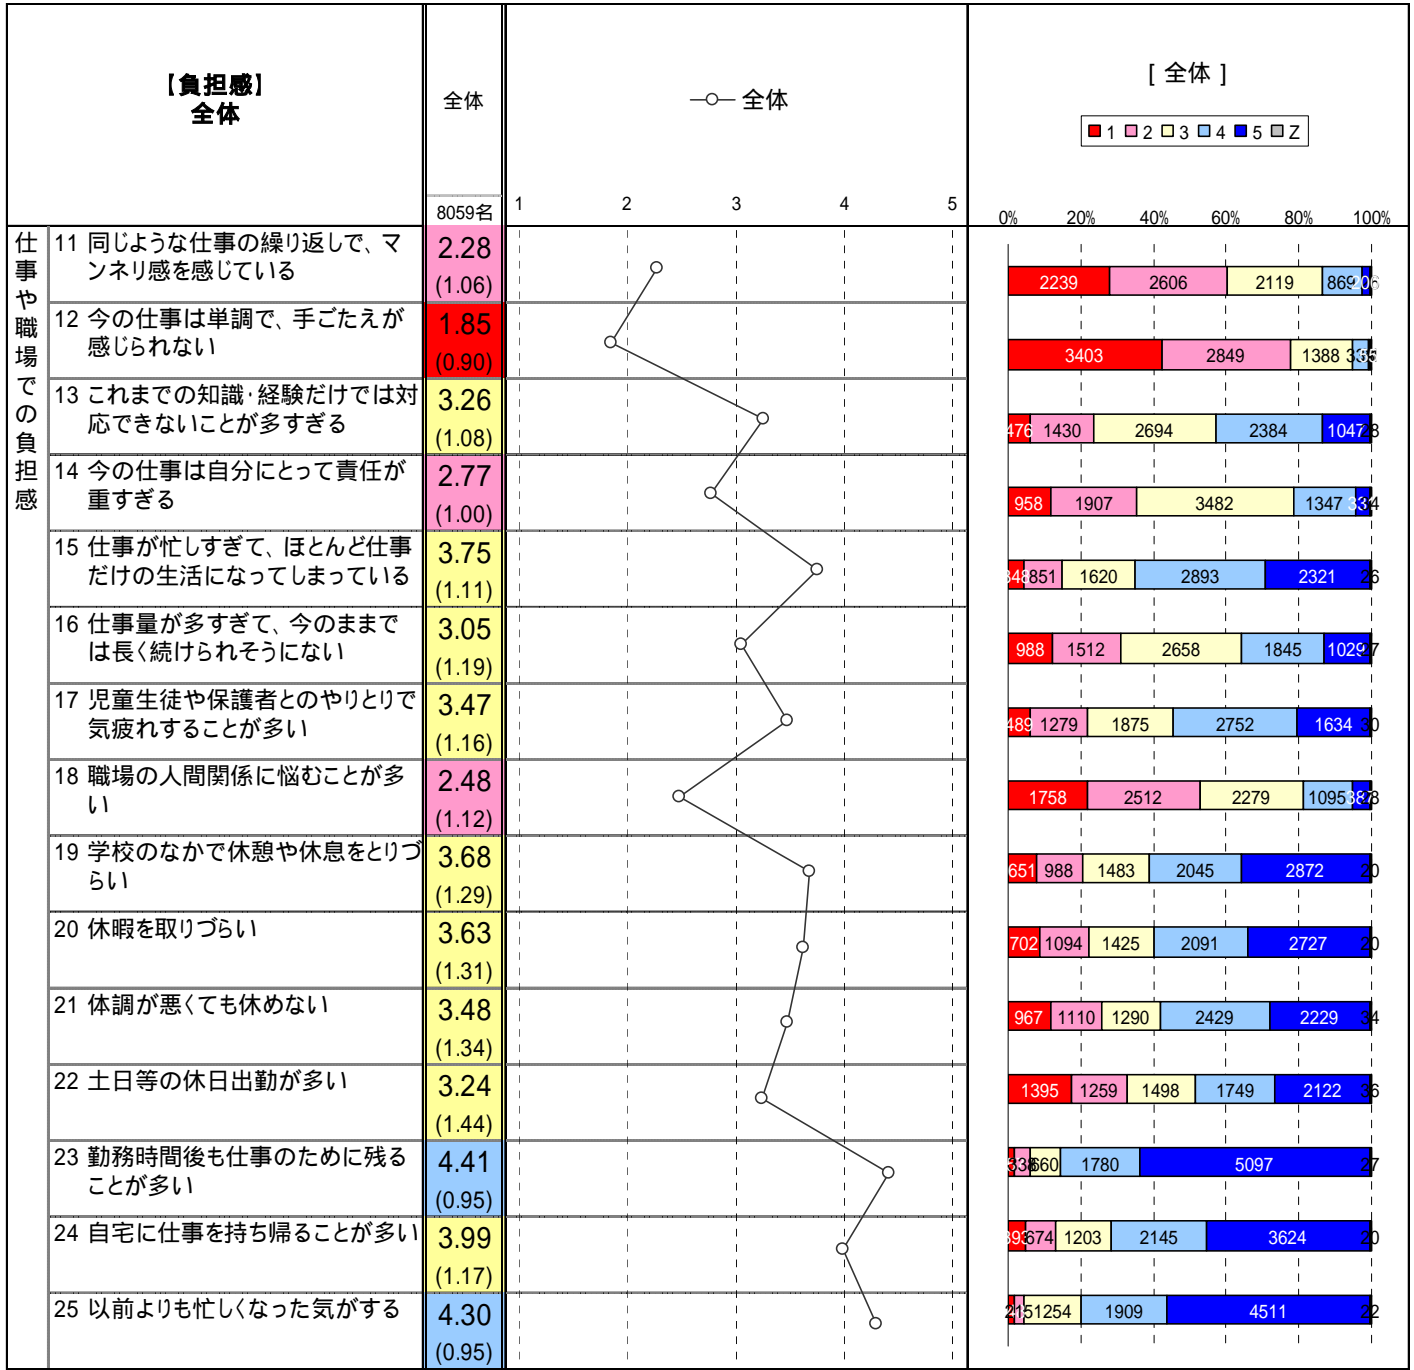 【負担感】
全体
全体
8059名
全体
1 2 3 4 5
[ 全体 ]
1 2 3 4 5 Z
0% 20% 40% 60% 80% 100%
仕事や職場での負担感
11 同じような仕事の繰り返しで、マ
ンネリ感を感じている
2.28
(1.06)
2239 2606 2119 869 206
12 今の仕事は単調で、手ごたえが
感じられない
1.85
(0.90)
3403 2849 1388
13 これまでの知識・経験だけでは対
応できないことが多すぎる
3.26
(1.08)
476 1430 2694 2384 1047 28
14 今の仕事は自分にとって責任が
重すぎる
2.77
(1.00)
958 1907 3482 1347
15 仕事が忙しすぎて、ほとんど仕事
だけの生活になってしまっている
3.75
(1.11)
348 851 1620 2893 2321 26
16 仕事量が多すぎて、今のままで
は長く続けられそうにない
3.05
(1.19)
988 1512 2658 1845 1029 27
17 児童生徒や保護者とのやりとりで
気疲れすることが多い
3.47
(1.16)
489 1279 1875 2752 1634 30
18 職場の人間関係に悩むことが多
い
2.48
(1.12)
1758 2512 2279 1095 387 28
19 学校のなかで休憩や休息をとりづ
らい
3.68
(1.29)
651 988 1483 2045 2872 20
20 休暇を取りづらい
3.63
(1.31)
702 1094 1425 2091 2727 20
21 体調が悪くても休めない
3.48
(1.34)
967 1110 1290 2429 2229 34
22 土日等の休日出勤が多い
3.24
(1.44)
1395 1259 1498 1749 2122 36
23 勤務時間後も仕事のために残る
ことが多い
4.41
(0.95)
660 1780 5097 27
24 自宅に仕事を持ち帰ることが多い
3.99
(1.17)
393 674 1203 2145 3624 20
25 以前よりも忙しくなった気がする
4.30
(0.95)
1254 1909 4511 22